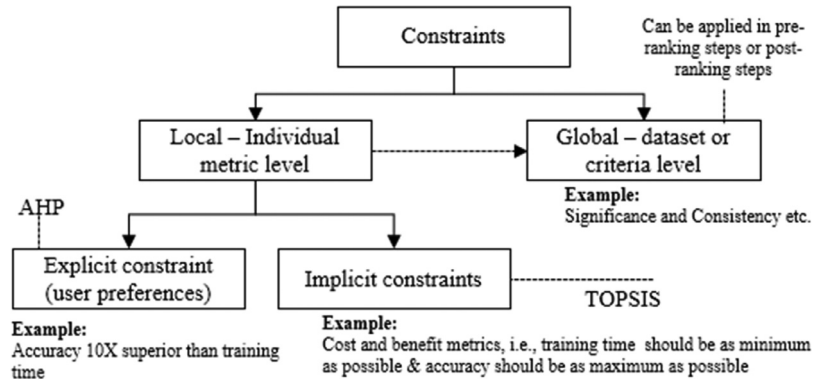 Constraints
Can be applied in pre-
ranking steps or post-
ranking steps
Local – Individual
metric level
Global – dataset or
criteria level
Example:
Significance and Consistency etc.
AHP
Explicit constraint
(user preferences)
Implicit constraints
TOPSIS
Example:
Accuracy 10X superior than training
time
Example:
Cost and benefit metrics, i.e., training time should be as minimum
as possible & accuracy should be as maximum as possible